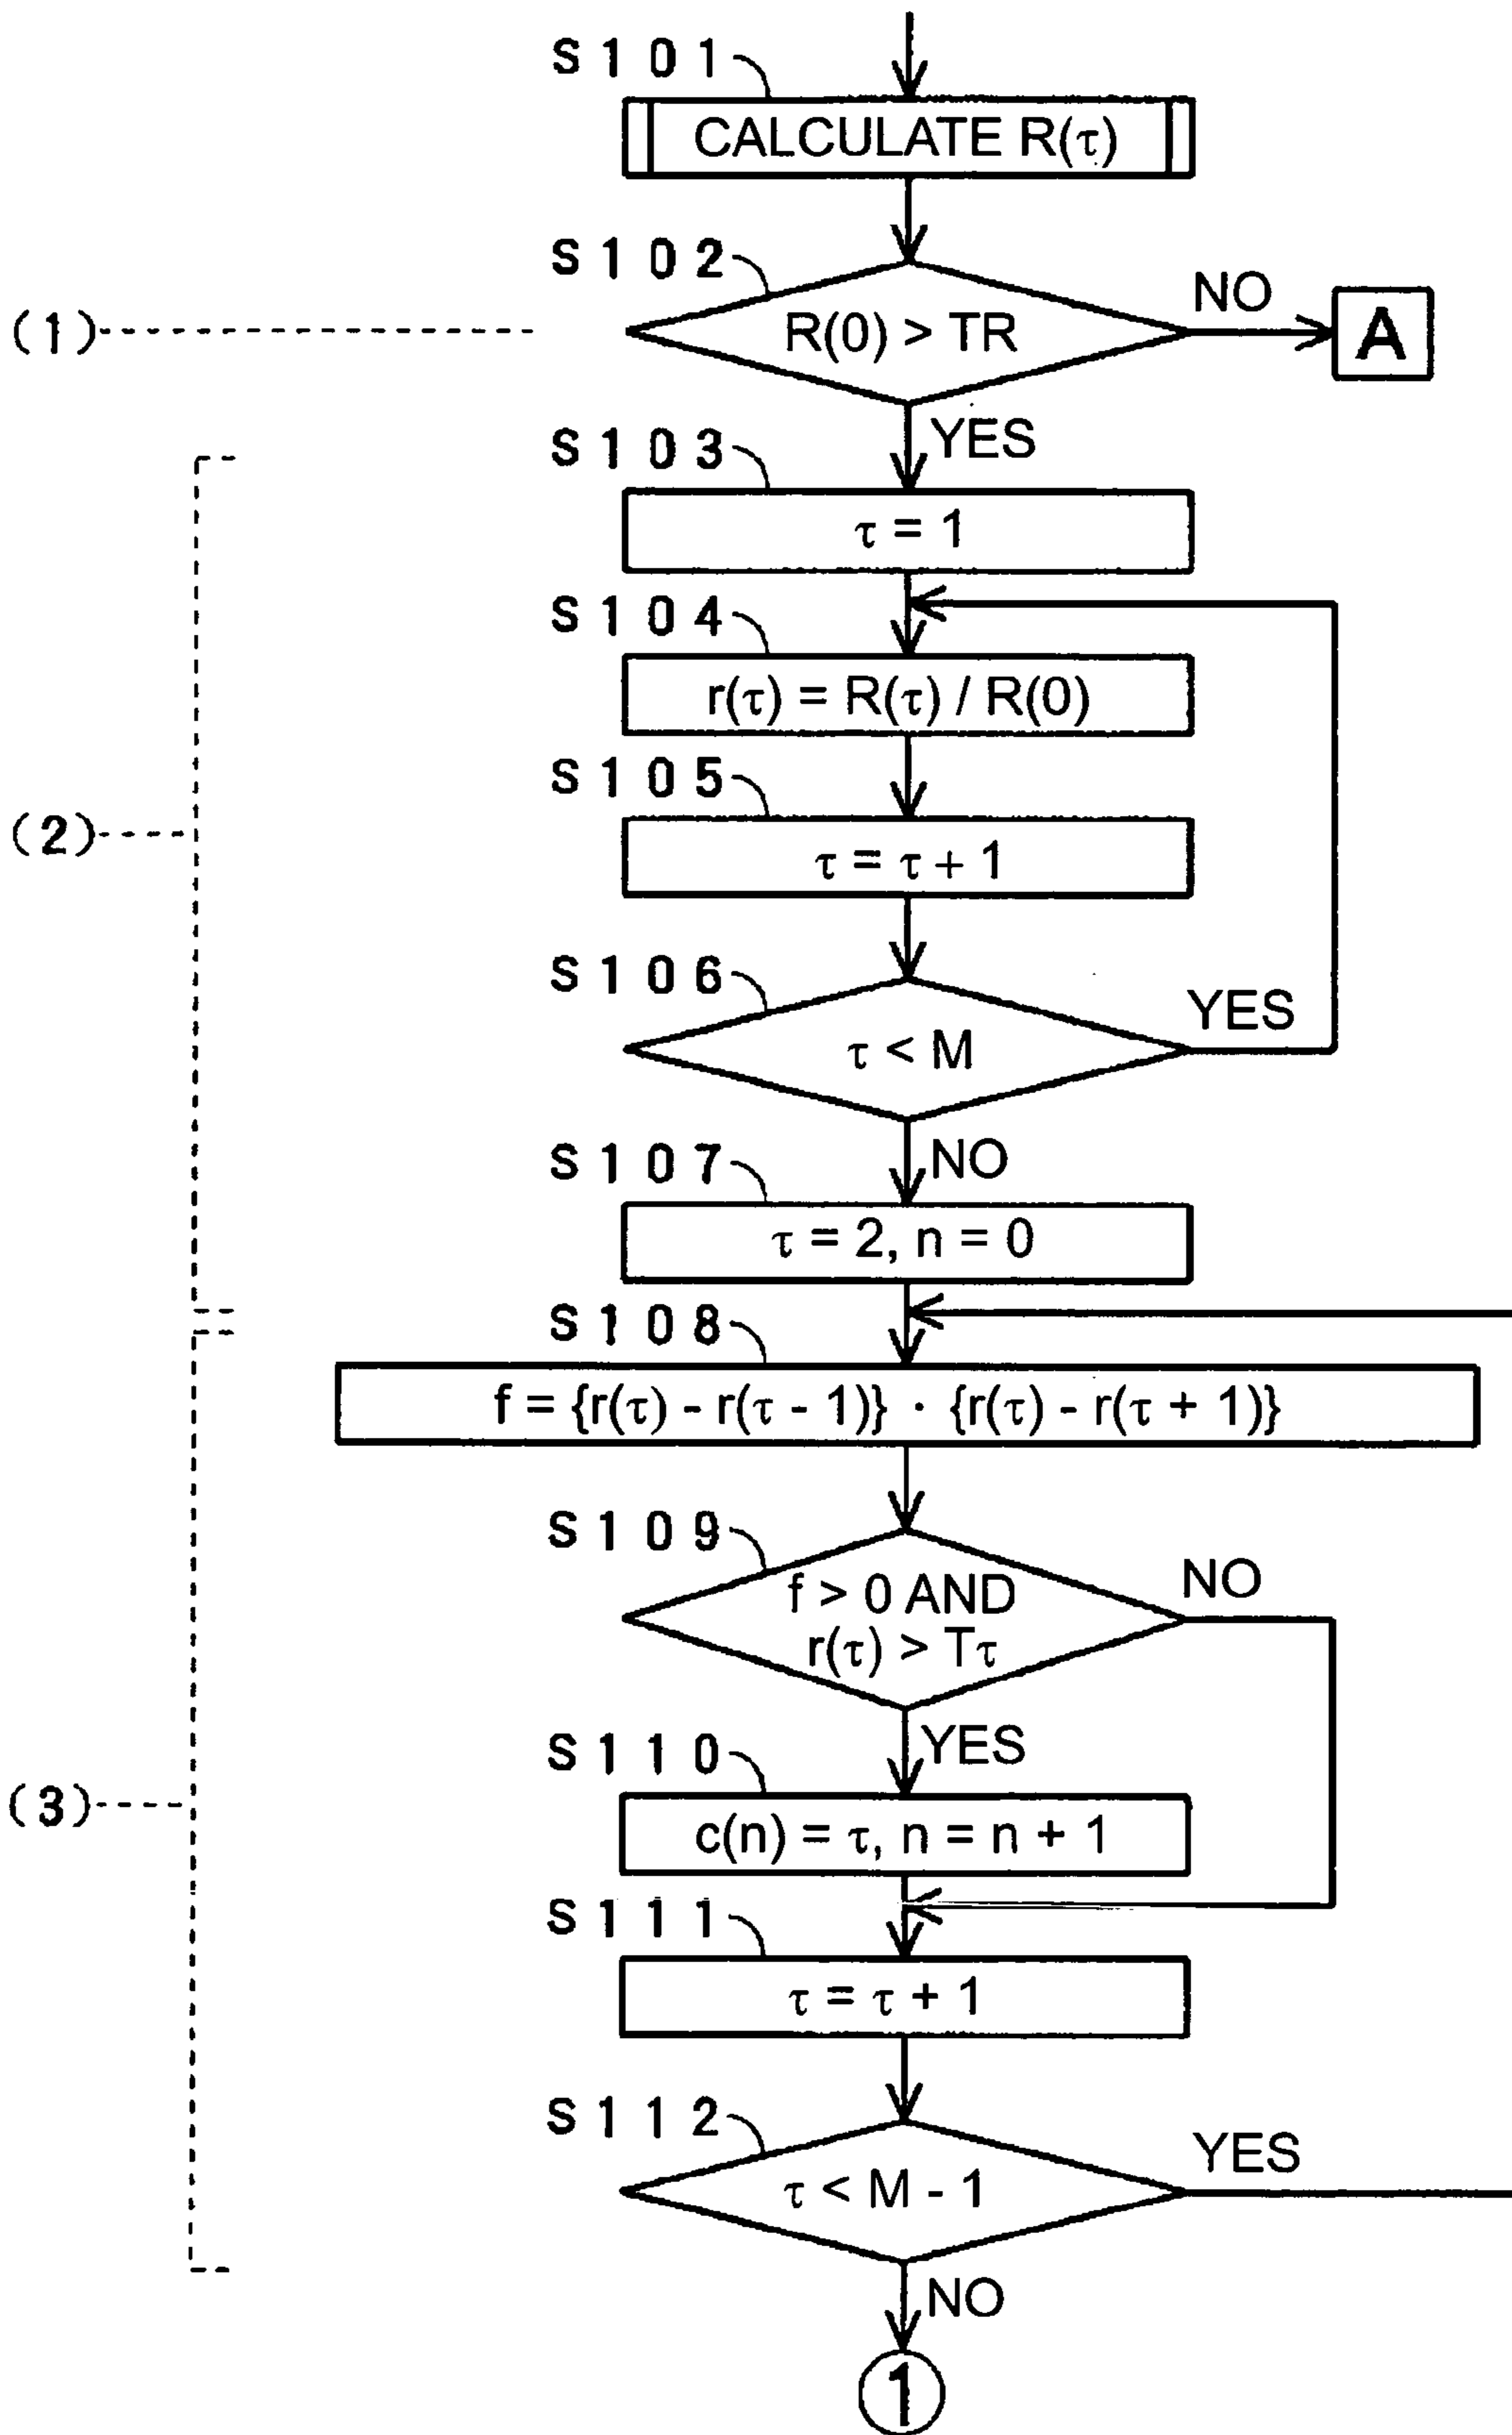 S101
CALCULATE R(τ)
S102
(1)
R(0) > TR
NO
A
YES
S103
τ = 1
S104
r(τ) = R(τ) / R(0)
S105
(2)
τ = τ + 1
S106
YES
τ < M
NO
S107
τ = 2, n = 0
S108
f = {r(τ) - r(τ - 1)} · {r(τ) - r(τ + 1)}
S109
NO
f > 0 AND
r(τ) > Tτ
YES
S110
(3)
c(n) = τ, n = n + 1
S111
τ = τ + 1
S112
YES
τ < M - 1
NO
1